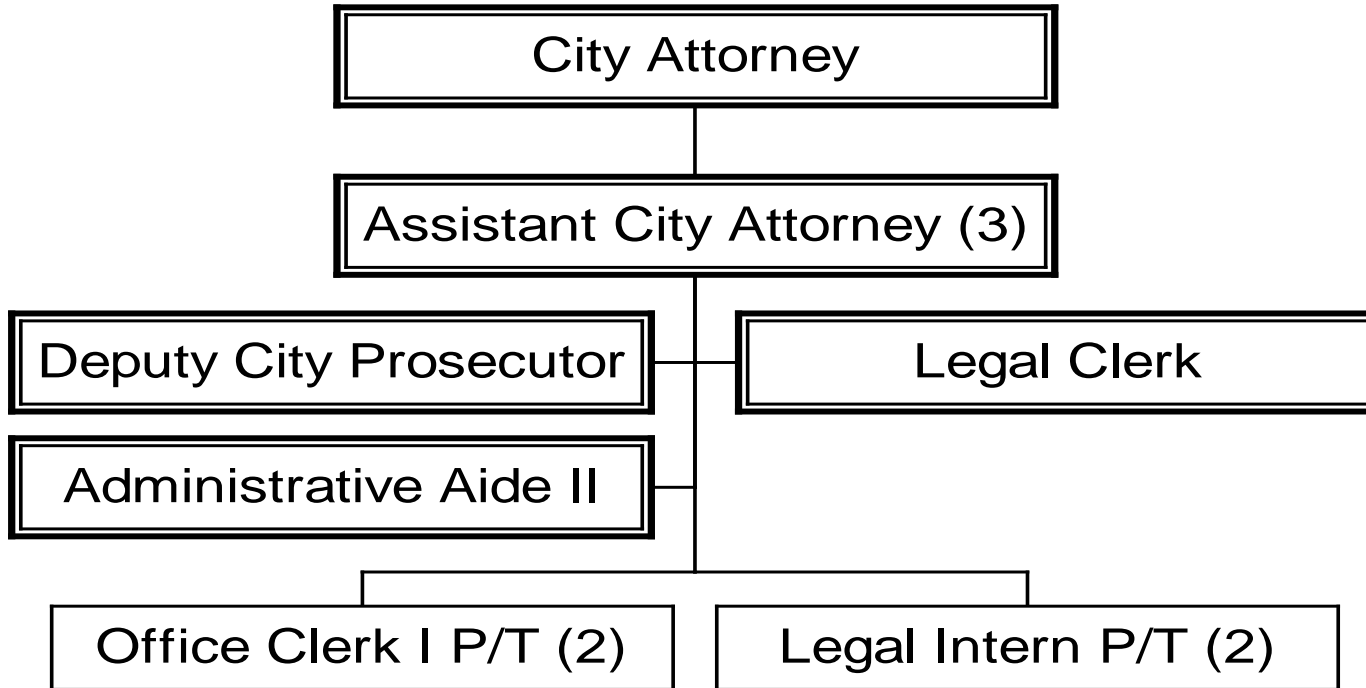 City Attorney
Assistant City Attorney (3)
Deputy City Prosecutor
Legal Clerk
Administrative Aide II
Office Clerk I P/T (2)
Legal Intern P/T (2)